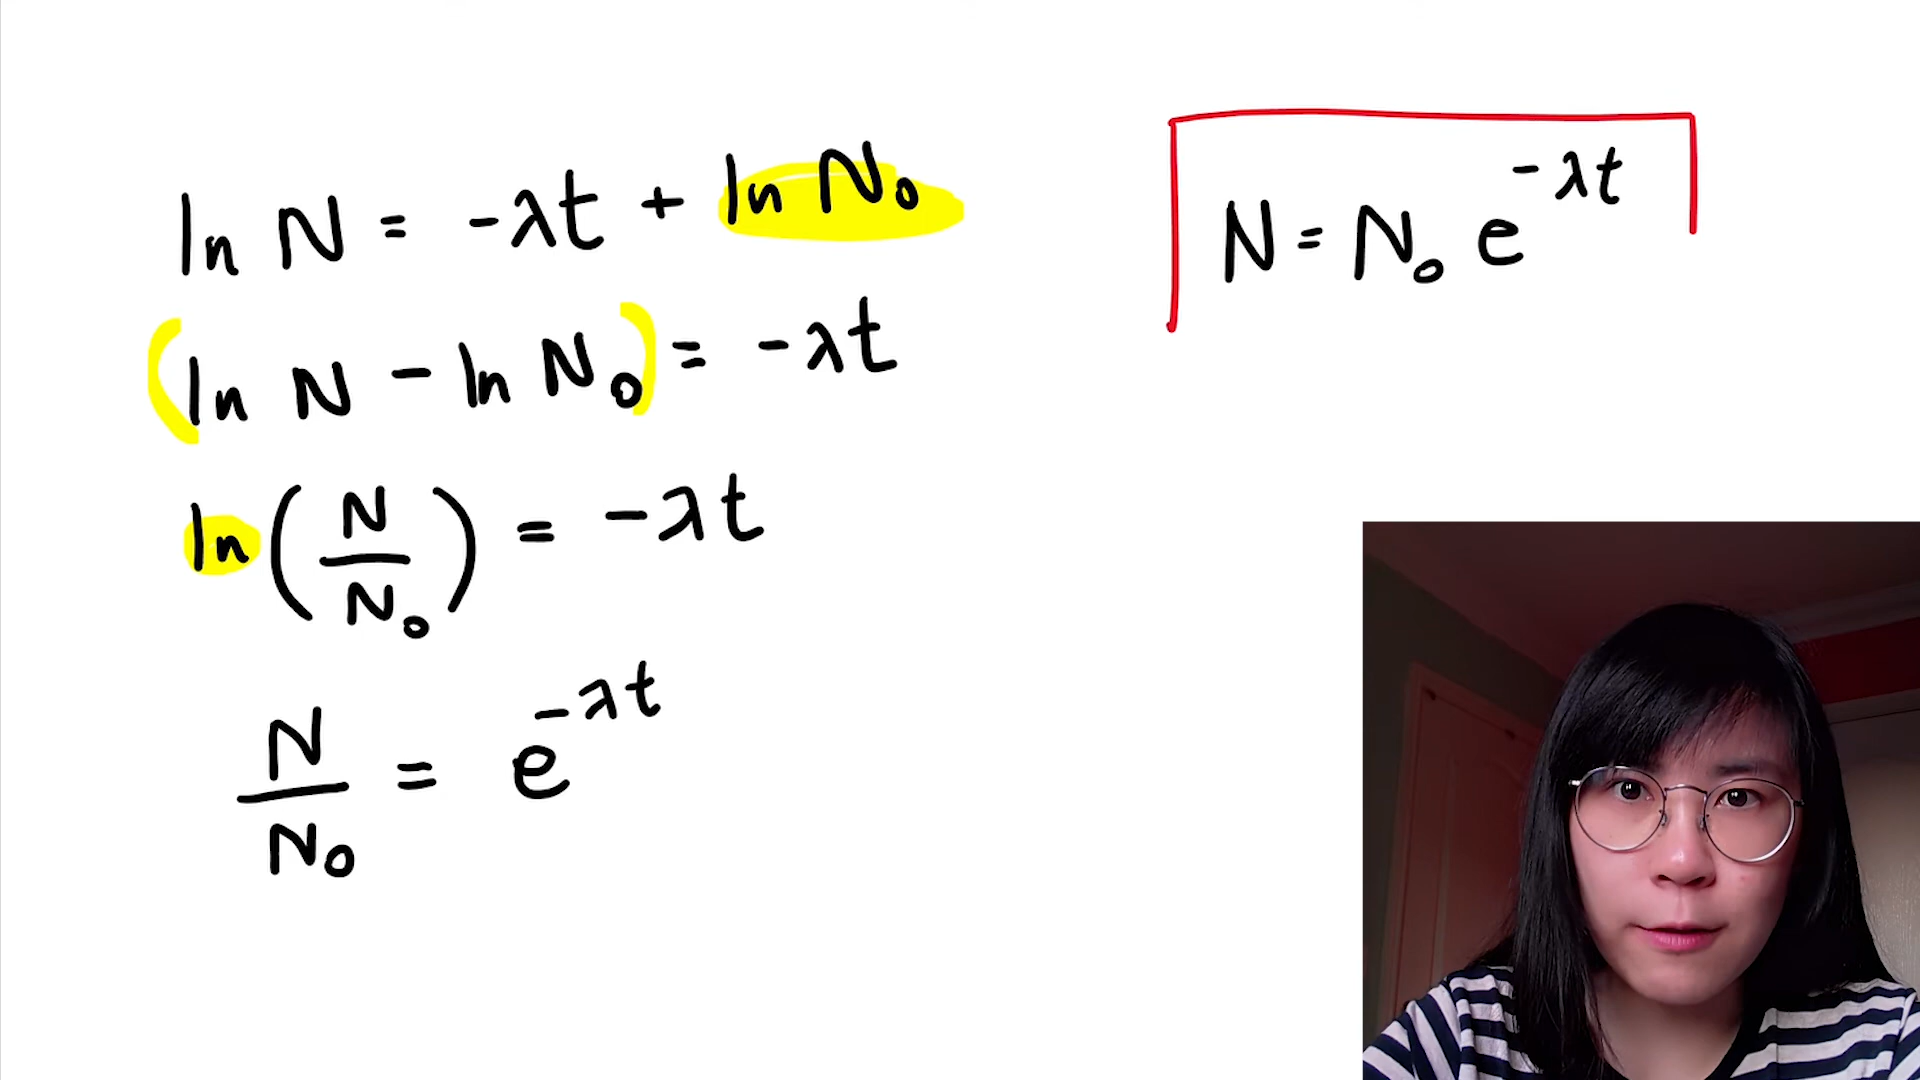 ln N = -λt + ln N₀
(ln N - ln N₀) = -λt
ln (N/N₀) = -λt
N/N₀ = e^(-λt)
N = N₀ e^(-λt)